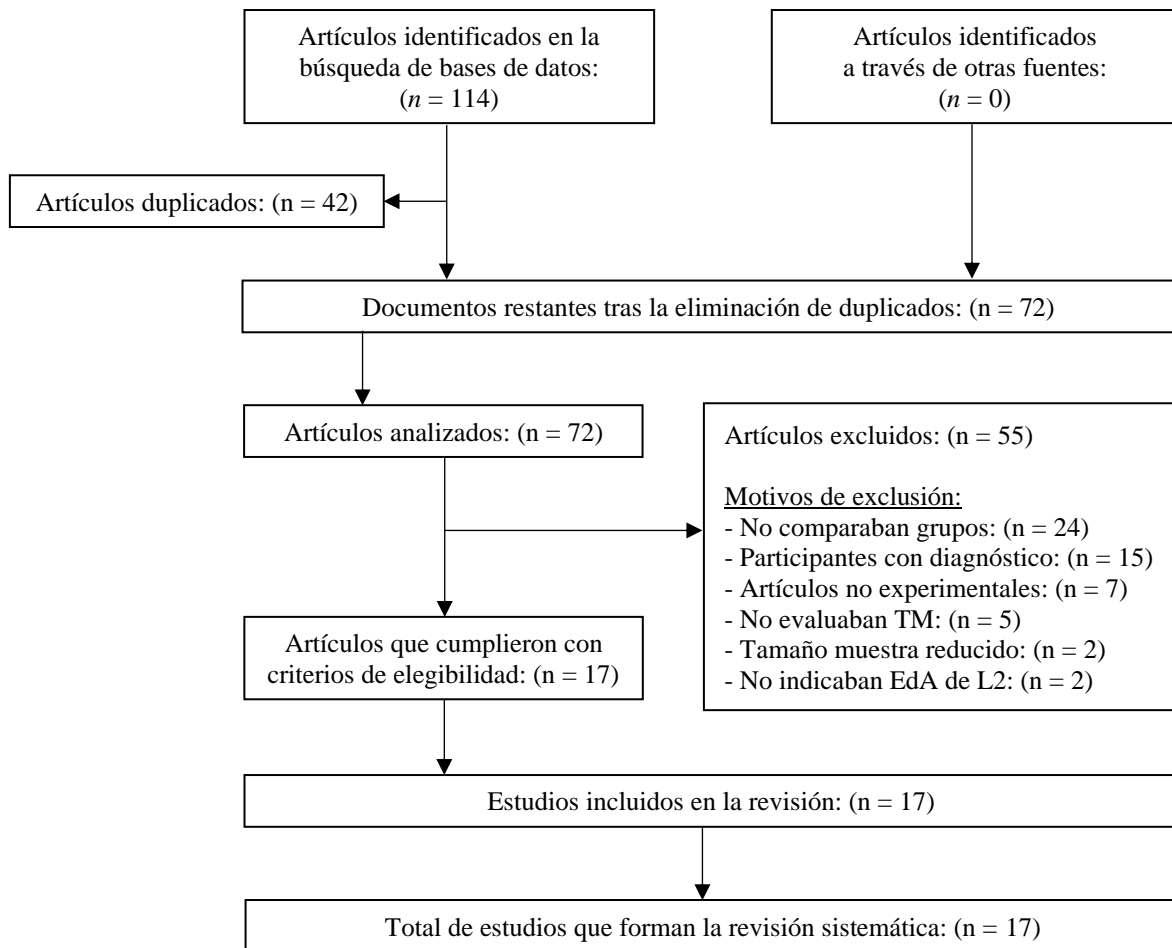 Artículos identificados en la
búsqueda de bases de datos:
(n = 114)
Artículos identificados
a través de otras fuentes:
(n = 0)
Artículos duplicados: (n = 42)
Documentos restantes tras la eliminación de duplicados: (n = 72)
Artículos analizados: (n = 72)
Artículos excluidos: (n = 55)
Motivos de exclusión:
- No comparaban grupos: (n = 24)
- Participantes con diagnóstico: (n = 15)
- Artículos no experimentales: (n = 7)
- No evaluaban TM: (n = 5)
- Tamaño muestra reducido: (n = 2)
- No indicaban EdA de L2: (n = 2)
Artículos que cumplieron con
criterios de elegibilidad: (n = 17)
Estudios incluidos en la revisión: (n = 17)
Total de estudios que forman la revisión sistemática: (n = 17)